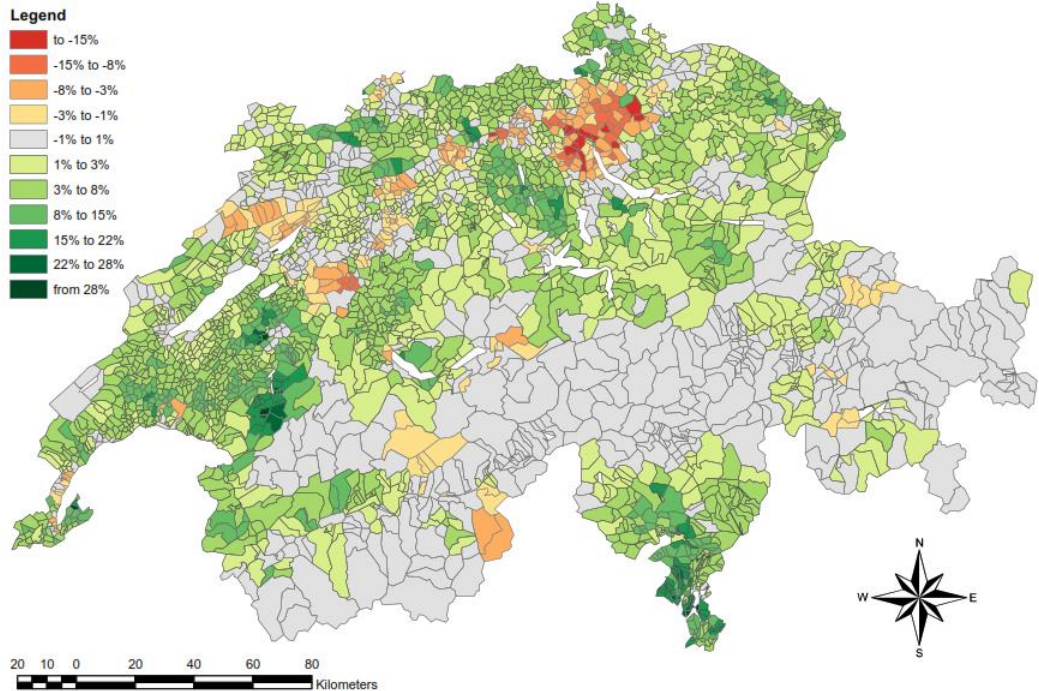 Legend
to -15%
-15% to -8%
-8% to -3%
-3% to -1%
-1% to 1%
1% to 3%
3% to 8%
8% to 15%
15% to 22%
22% to 28%
from 28%
N
W E
S
20 10 0 20 40 60 80
Kilometers